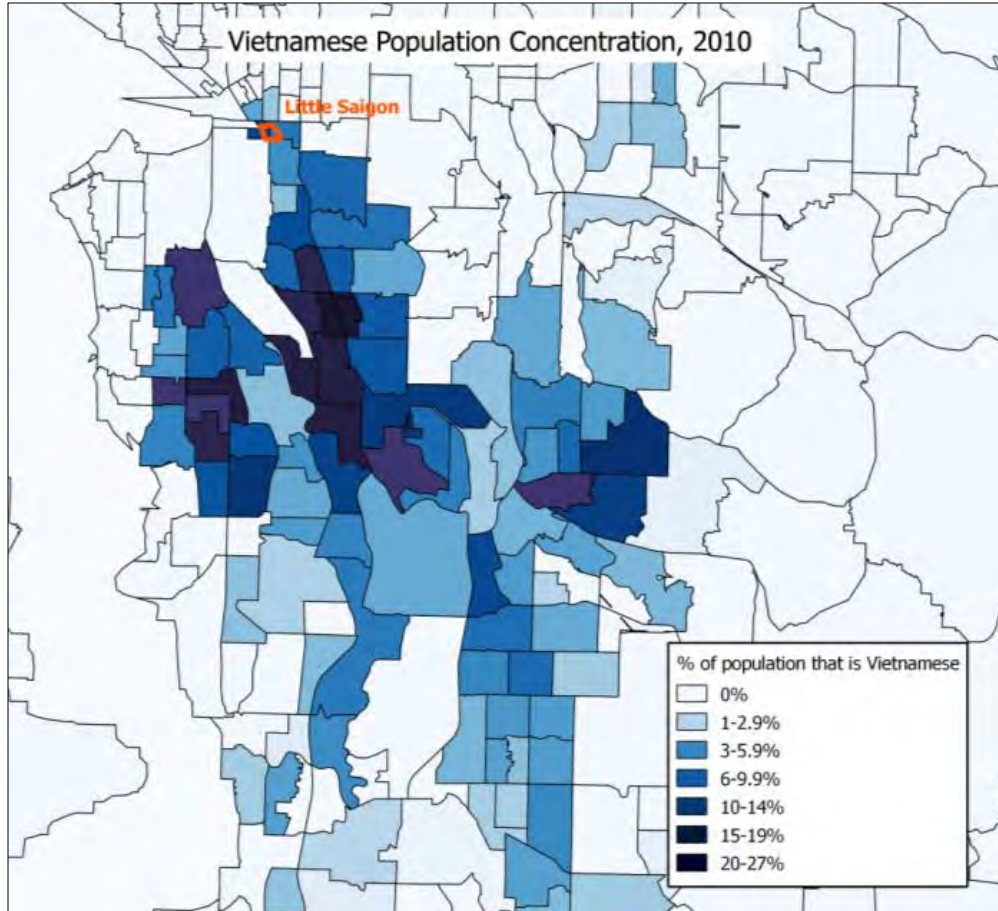 Vietnamese Population Concentration, 2010
Little Saigon
% of population that is Vietnamese
0%
1-2.9%
3-5.9%
6-9.9%
10-14%
15-19%
20-27%